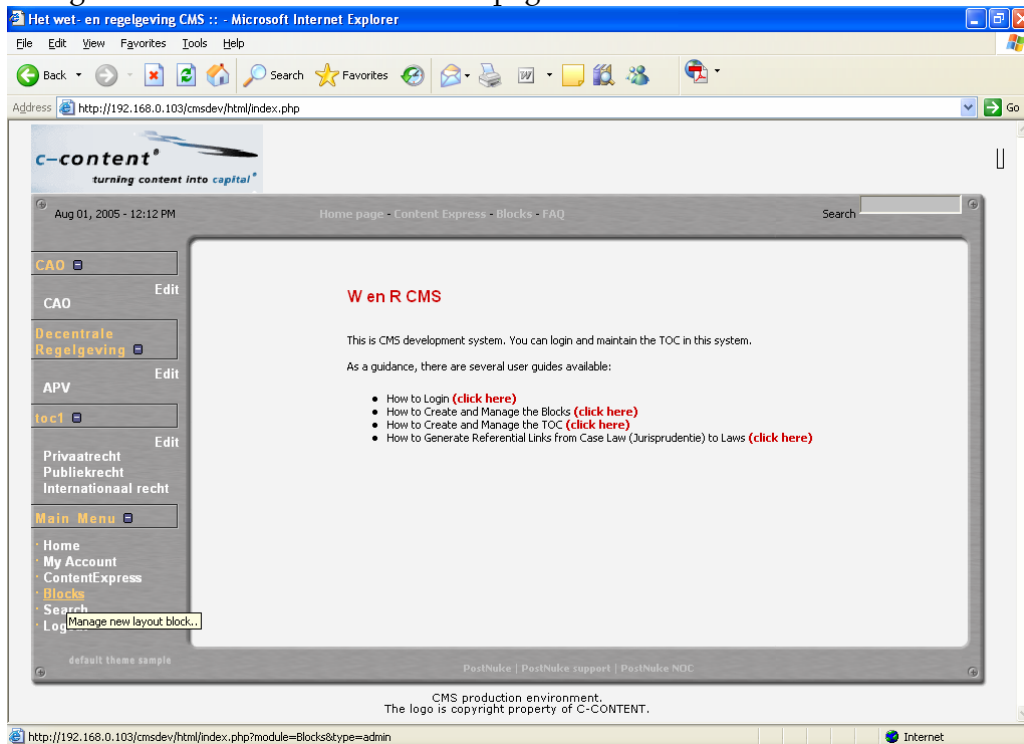 Het wet- en regelgeving CMS :: - Microsoft Internet Explorer
File Edit View Favorites Tools Help
Back Search Favorites
Address http://192.168.0.103/cmsdev/html/index.php Go
c-content®
turning content into capital®
Aug 01, 2005 - 12:12 PM
Home page - Content Express - Blocks - FAQ
Search
CAO
Edit
CAO
Decentrale
Regelgeving
Edit
APV
toc1
Edit
Privaatrecht
Publiekrecht
Internationaal recht
Main Menu
· Home
· My Account
· ContentExpress
· Blocks
· Search
Manage new layout block..
default theme sample
W en R CMS
This is CMS development system. You can login and maintain the TOC in this system.
As a guidance, there are several user guides available:
• How to Login (click here)
• How to Create and Manage the Blocks (click here)
• How to Create and Manage the TOC (click here)
• How to Generate Referential Links from Case Law (Jurisprudentie) to Laws (click here)
PostNuke | PostNuke support | PostNuke NOC
CMS production environment.
The logo is copyright property of C-CONTENT.
http://192.168.0.103/cmsdev/html/index.php?module=Blocks&type=admin Internet